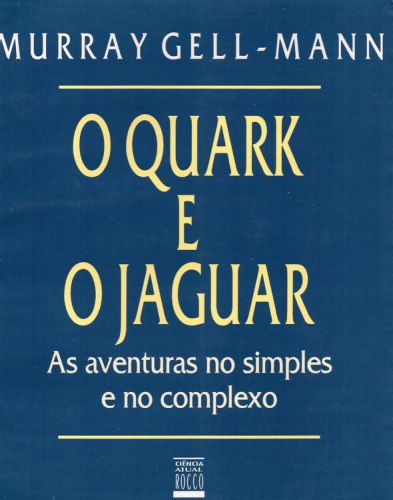 MURRAY GELL-MANN
O QUARK
E
O JAGUAR
As aventuras no simples
e no complexo
CIÊNCIA
ATUAL
ROCCO